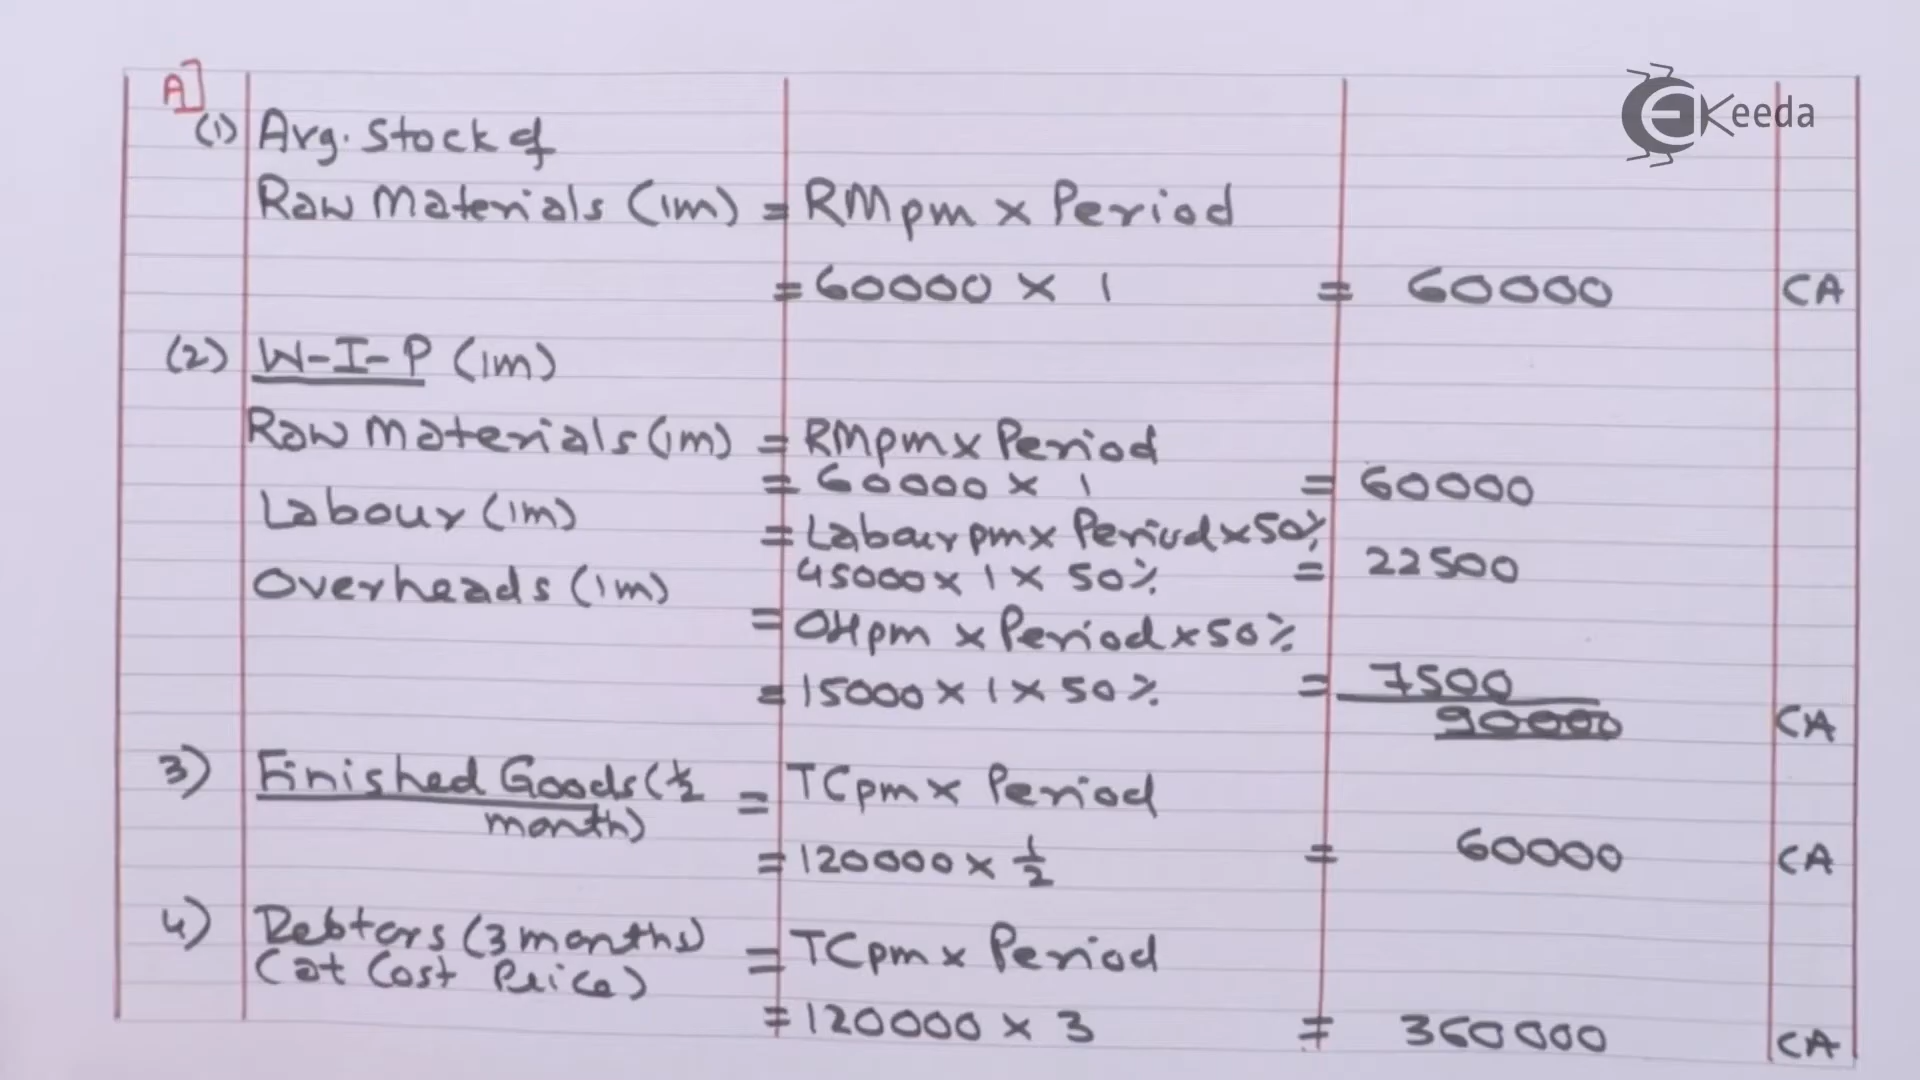 A]
(1) Avg. Stock of
Raw Materials (1m) = RMpm x Period
= 60000 x 1 = 60000 CA
(2) W-I-P (1m)
Raw Materials (1m) = RMpm x Period
= 60000 x 1 = 60000
Labour (1m) = Labour pm x Period x 50%
45000 x 1 x 50% = 22500
Overheads (1m) = OHpm x Period x 50%
= 15000 x 1 x 50% = 7500
90000 CA
3) Finished Goods (½ month) = TCpm x Period
= 120000 x ½ = 60000 CA
4) Debtors (3 months) = TCpm x Period
(at Cost Price)
= 120000 x 3 = 360000 CA
EKeeda